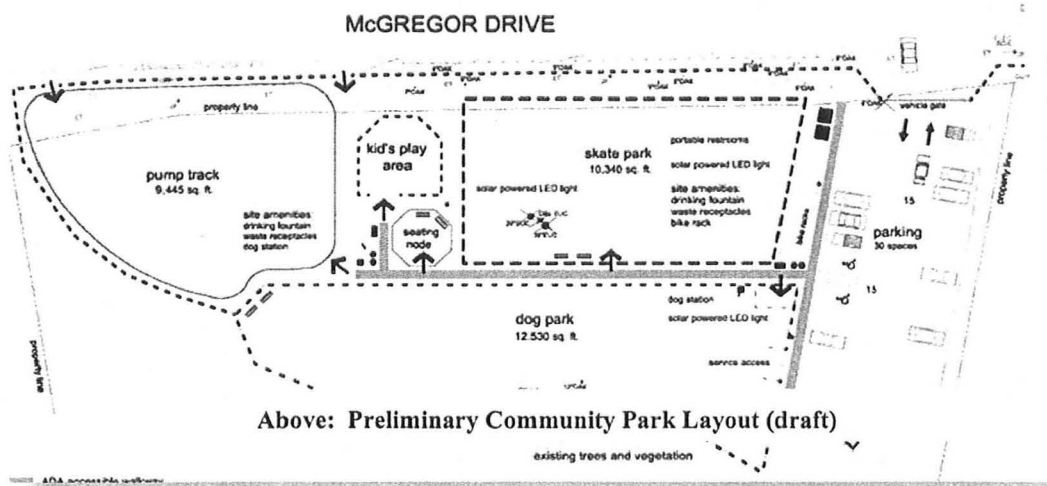 McGREGOR DRIVE
property line
vehicle gate
kid's play
area
pump track
9,445 sq. ft.
skate park
10,340 sq. ft.
portable restrooms
solar powered LED light
solar powered LED light
site amenities:
drinking fountain
waste receptacles
bike rack
site amenities:
drinking fountain
waste receptacles
dog station
seating
node
bike racks
15
parking
30 spaces
15
property line
dog station
solar powered LED light
dog park
12,530 sq. ft.
service access
property line
Above: Preliminary Community Park Layout (draft)
existing trees and vegetation
ADA accessible walkway